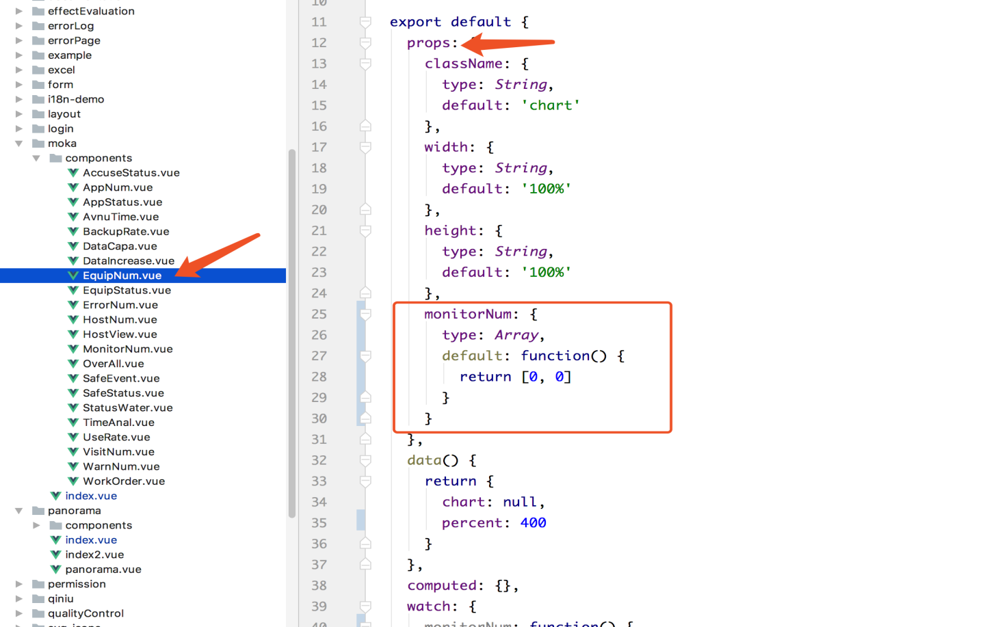 effectEvaluation
errorLog
errorPage
example
excel
form
i18n-demo
layout
login
moka
components
AccuseStatus.vue
AppNum.vue
AppStatus.vue
AvnuTime.vue
BackupRate.vue
DataCapa.vue
DataIncrease.vue
EquipNum.vue
EquipStatus.vue
ErrorNum.vue
HostNum.vue
HostView.vue
MonitorNum.vue
OverAll.vue
SafeEvent.vue
SafeStatus.vue
StatusWater.vue
TimeAnal.vue
UseRate.vue
VisitNum.vue
WarnNum.vue
WorkOrder.vue
index.vue
panorama
components
index.vue
index2.vue
panorama.vue
permission
qiniu
qualityControl
svg-icons
10
11 export default {
12 props: {
13 className: {
14 type: String,
15 default: 'chart'
16 },
17 width: {
18 type: String,
19 default: '100%'
20 },
21 height: {
22 type: String,
23 default: '100%'
24 },
25 monitorNum: {
26 type: Array,
27 default: function() {
28 return [0, 0]
29 }
30 }
31 },
32 data() {
33 return {
34 chart: null,
35 percent: 400
36 }
37 },
38 computed: {},
39 watch: {
40 monitorNum: function() {